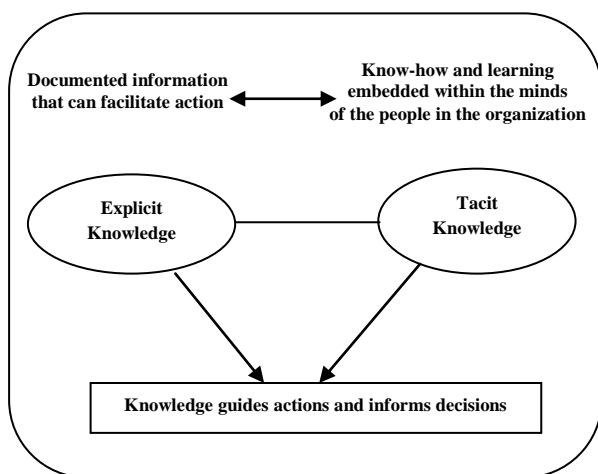 Documented information
that can facilitate action
Know-how and learning
embedded within the minds
of the people in the organization
Explicit
Knowledge
Tacit
Knowledge
Knowledge guides actions and informs decisions